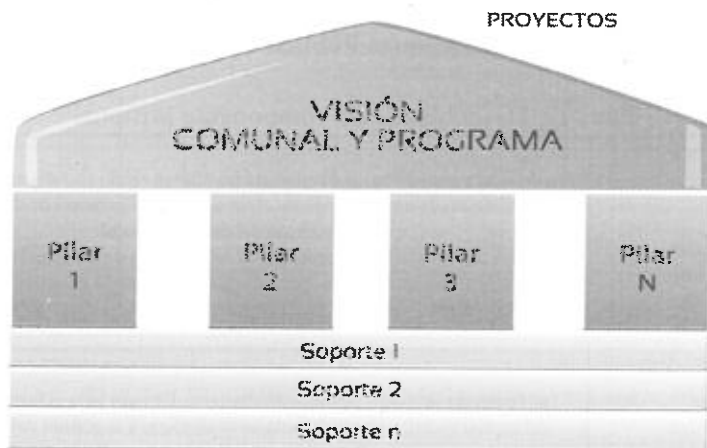 PROYECTOS
VISIÓN
COMUNAL Y PROGRAMA
Pilar
1
Pilar
2
Pilar
3
Pilar
N
Soporte 1
Soporte 2
Soporte n